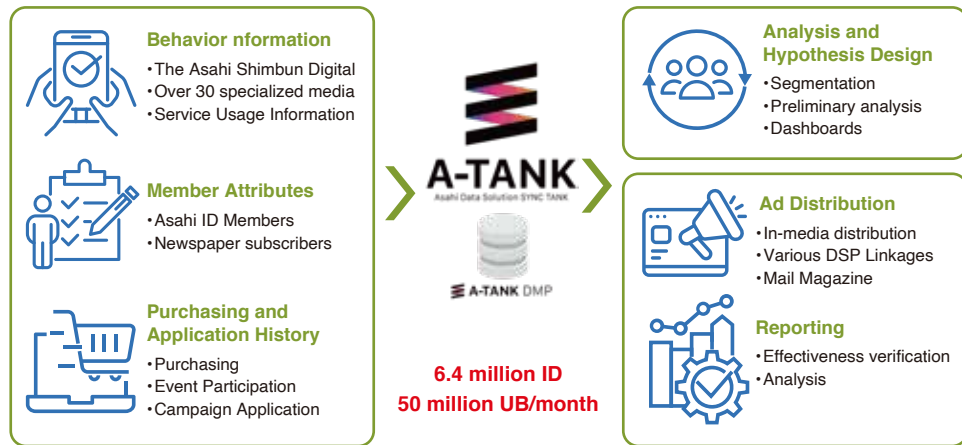 Behavior nformation
•The Asahi Shimbun Digital
•Over 30 specialized media
•Service Usage Information
Member Attributes
•Asahi ID Members
•Newspaper subscribers
Purchasing and
Application History
•Purchasing
•Event Participation
•Campaign Application
A-TANK
Asahi Data Solution SYNC TANK
A-TANK DMP
6.4 million ID
50 million UB/month
Analysis and
Hypothesis Design
•Segmentation
•Preliminary analysis
•Dashboards
Ad Distribution
•In-media distribution
•Various DSP Linkages
•Mail Magazine
Reporting
•Effectiveness verification
•Analysis